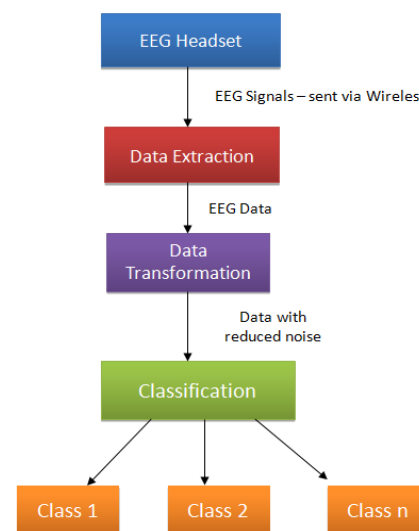 EEG Headset
EEG Signals – sent via Wireles
Data Extraction
EEG Data
Data
Transformation
Data with
reduced noise
Classification
Class 1
Class 2
Class n